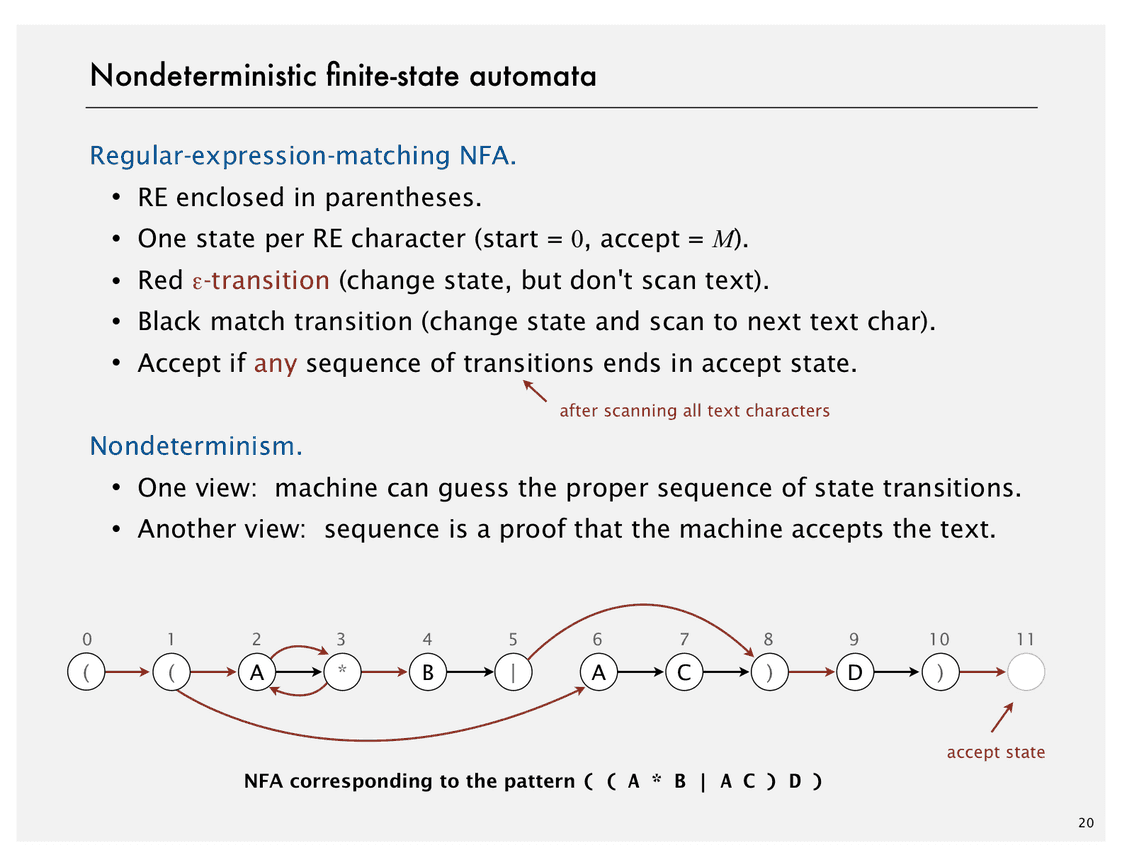 Nondeterministic finite-state automata
Regular-expression-matching NFA.
• RE enclosed in parentheses.
• One state per RE character (start = 0, accept = M).
• Red ε-transition (change state, but don't scan text).
• Black match transition (change state and scan to next text char).
• Accept if any sequence of transitions ends in accept state.
after scanning all text characters
Nondeterminism.
• One view: machine can guess the proper sequence of state transitions.
• Another view: sequence is a proof that the machine accepts the text.
0 1 2 3 4 5 6 7 8 9 10 11
( ( A * B | A C ) D )
accept state
NFA corresponding to the pattern ( ( A * B | A C ) D )
20